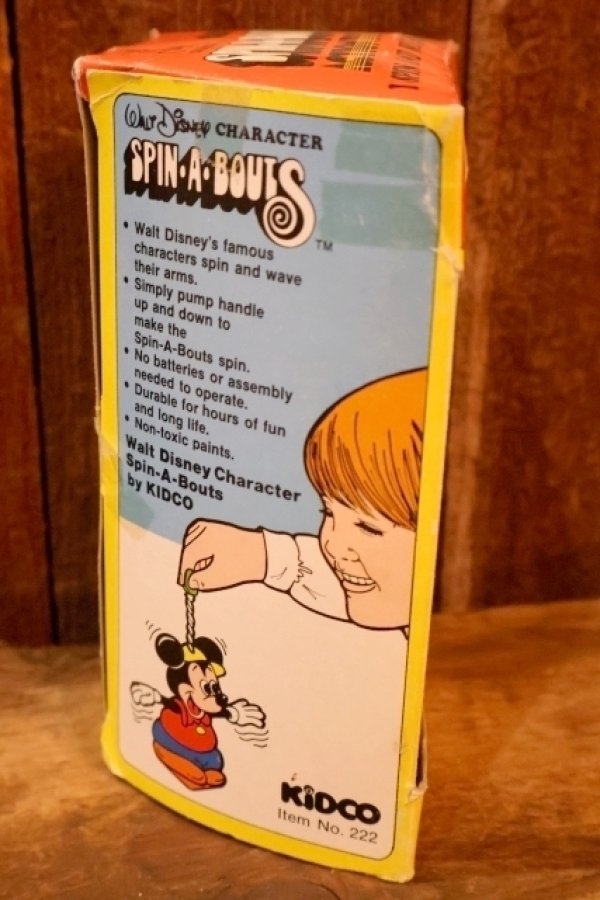 Walt Disney CHARACTER
SPIN•A•BOUTS
TM
• Walt Disney's famous
characters spin and wave
their arms.
• Simply pump handle
up and down to
make the
Spin-A-Bouts spin.
• No batteries or assembly
needed to operate.
• Durable for hours of fun
and long life.
• Non-toxic paints.
Walt Disney Character
Spin-A-Bouts
by KIDCO
KiDCO
Item No. 222